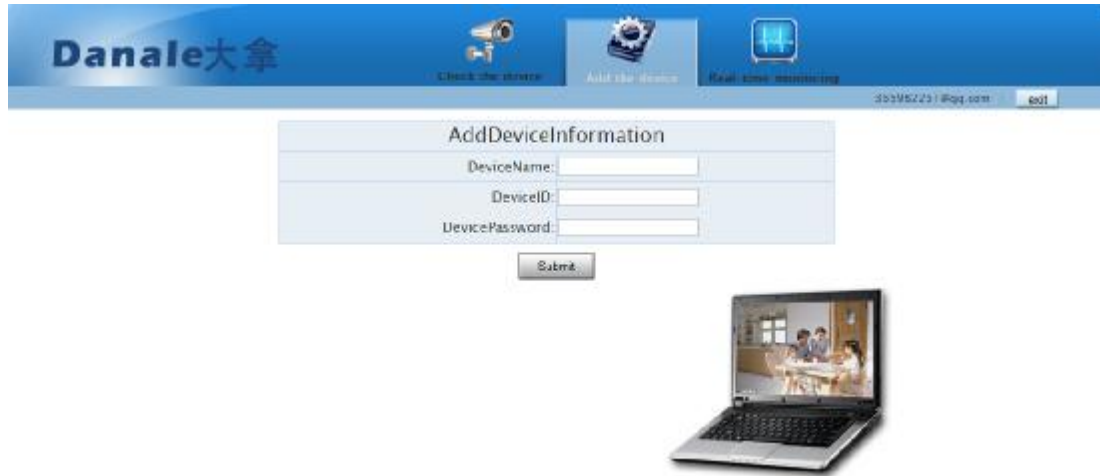 Danale大拿
Check the device
Add the device
Real-time monitoring
exit
AddDeviceInformation
DeviceName:
DeviceID:
DevicePassword:
Submit